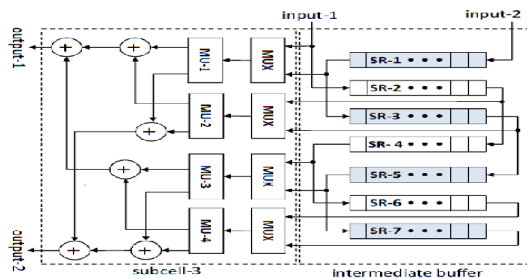 input-1
input-2
output-1
MU-1
MUX
SR-1
SR-2
MU-2
MUX
SR-3
SR-4
MU-3
MUX
SR-5
SR-6
MU-4
MUX
SR-7
output-2
subcell-3
intermediate buffer